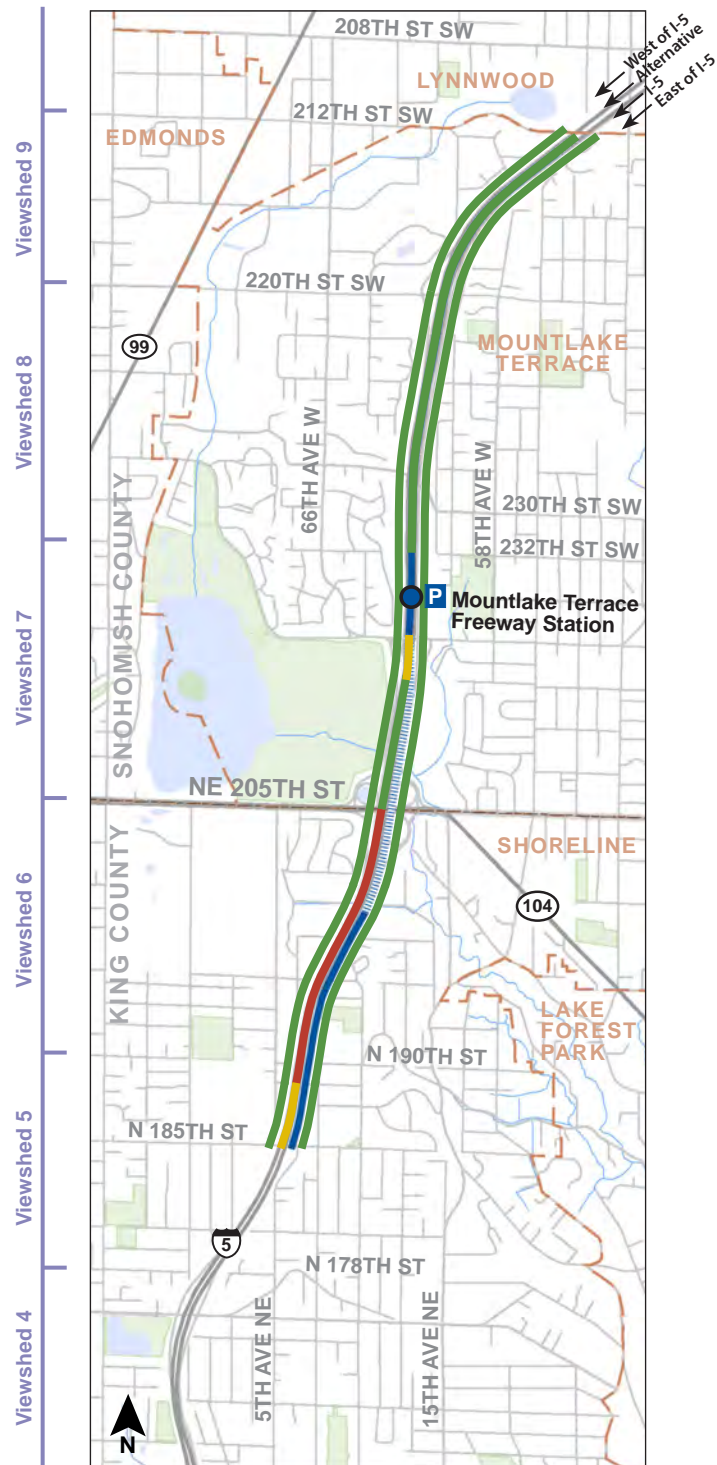 208TH ST SW
West of I-5
Alternative
I-5
East of I-5
LYNNWOOD
212TH ST SW
EDMONDS
Viewshed 9
220TH ST SW
99
MOUNTLAKE
TERRACE
Viewshed 8
66TH AVE W
58TH AVE W
230TH ST SW
232TH ST SW
SNOHOMISH COUNTY
P
Mountlake Terrace
Freeway Station
Viewshed 7
NE 205TH ST
KING COUNTY
SHORELINE
104
Viewshed 6
LAKE
FOREST
PARK
N 190TH ST
N 185TH ST
Viewshed 5
5
N 178TH ST
5TH AVE NE
15TH AVE NE
Viewshed 4
N